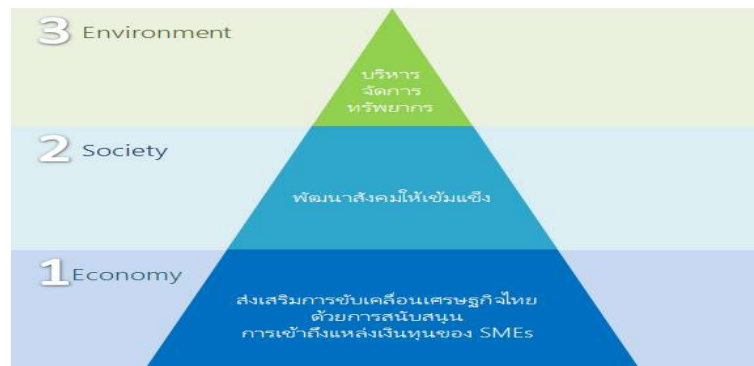 3 Environment
บริหาร
จัดการ
ทรัพยากร
2 Society
พัฒนาสังคมให้เข้มแข็ง
1 Economy
ส่งเสริมการขับเคลื่อนเศรษฐกิจไทย
ด้วยการสนับสนุน
การเข้าถึงแหล่งเงินทุนของ SMEs